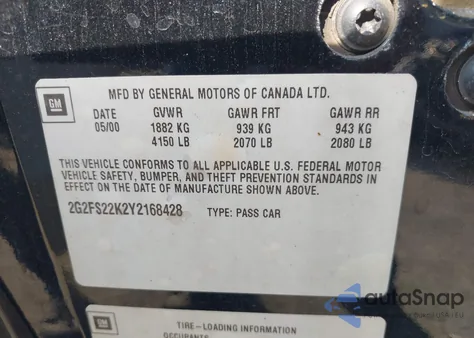 GM
MFD BY GENERAL MOTORS OF CANADA LTD.
DATE GVWR GAWR FRT GAWR RR
05/00 1882 KG 939 KG 943 KG
4150 LB 2070 LB 2080 LB
THIS VEHICLE CONFORMS TO ALL APPLICABLE U.S. FEDERAL MOTOR
VEHICLE SAFETY, BUMPER, AND THEFT PREVENTION STANDARDS IN
EFFECT ON THE DATE OF MANUFACTURE SHOWN ABOVE.
2G2FS22K2Y2168428 TYPE: PASS CAR
autoSnap
GM
TIRE-LOADING INFORMATION
OCCUPANTS